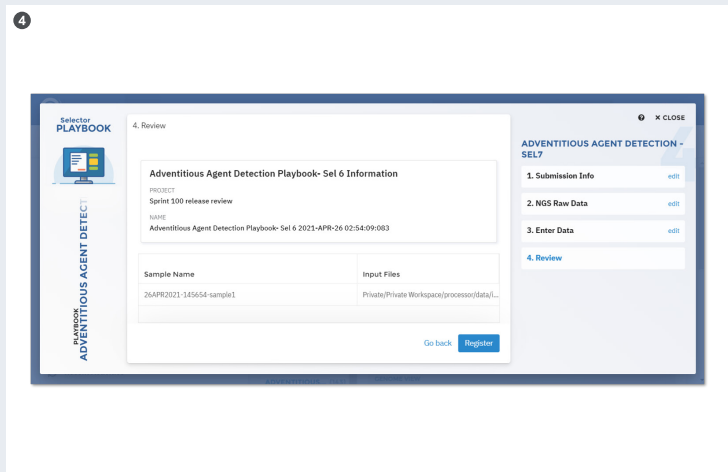 4
Selector
PLAYBOOK
PLAYBOOK
ADVENTITIOUS AGENT DETECT
4. Review
Adventitious Agent Detection Playbook- Sel 6 Information
PROJECT
Sprint 100 release review
NAME
Adventitious Agent Detection Playbook- Sel 6 2021-APR-26 02:54:09:083
Sample Name Input Files
26APR2021-145654-sample1 Private/Private Workspace/processor/data/i...
Go back Register
? × CLOSE
ADVENTITIOUS AGENT DETECTION -
SEL7
1. Submission Info edit
2. NGS Raw Data edit
3. Enter Data edit
4. Review
4